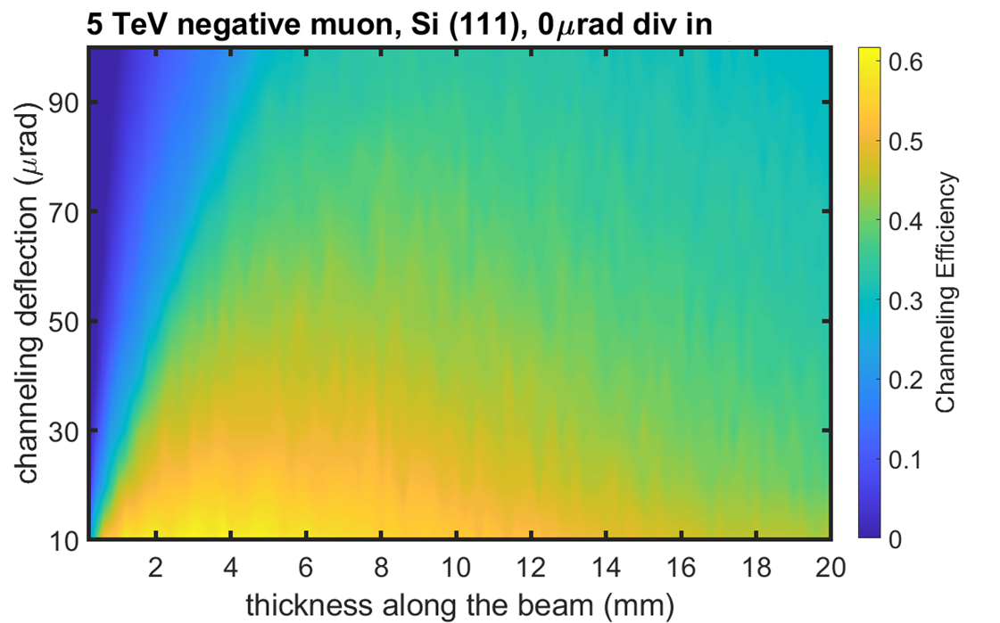 5 TeV negative muon, Si (111), 0μrad div in
channeling deflection (μrad)
90
70
50
30
10
2 4 6 8 10 12 14 16 18 20
thickness along the beam (mm)
0.6
0.5
0.4
0.3
0.2
0.1
0
Channeling Efficiency